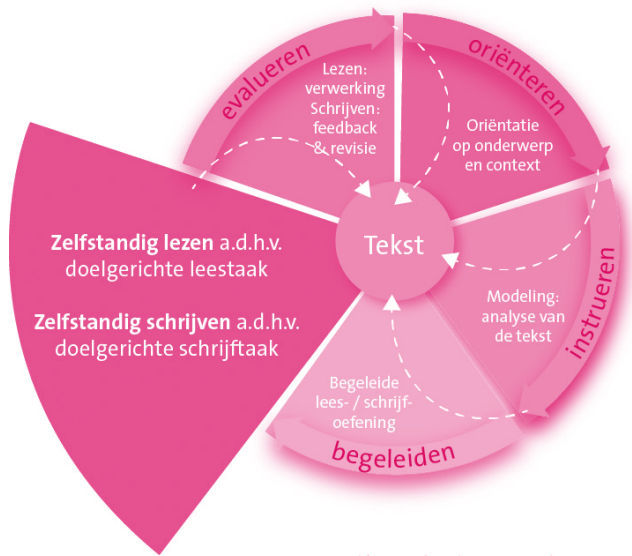 evalueren
Lezen:
verwerking
Schrijven:
feedback
& revisie
oriënteren
Oriëntatie
op onderwerp
en context
Tekst
Modeling:
analyse van
de tekst
instrueren
Begeleide
lees- / schrijf-
oefening
begeleiden
Zelfstandig lezen a.d.h.v.
doelgerichte leestaak
Zelfstandig schrijven a.d.h.v.
doelgerichte schrijftaak